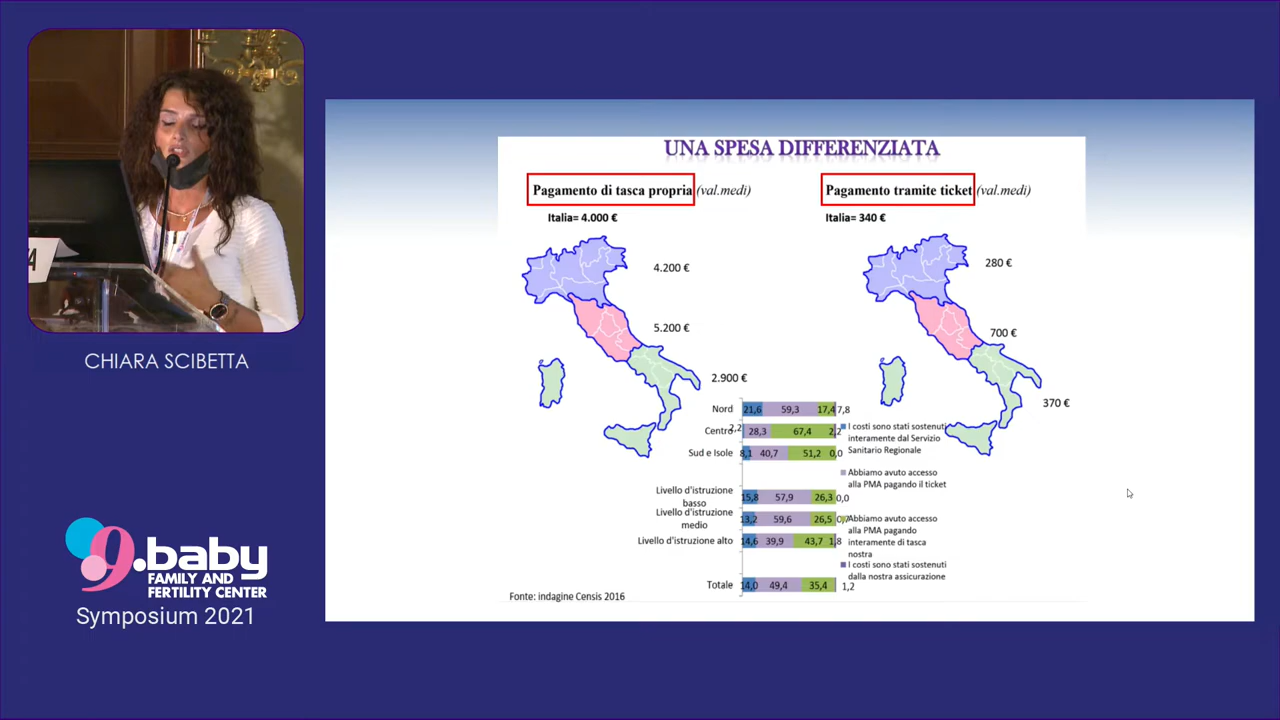 UNA SPESA DIFFERENZIATA
Pagamento di tasca propria (val.medi)
Italia= 4.000 €
4.200 €
5.200 €
2.900 €
Pagamento tramite ticket (val.medi)
Italia= 340 €
280 €
700 €
370 €
Nord 21,6 59,3 17,4 7,8
Centro 2,2 28,3 67,4 2,2
Sud e Isole 8,1 40,7 51,2 0,0
Livello d'istruzione
basso
15,8 57,9 26,3 0,0
Livello d'istruzione
medio
13,2 59,6 26,5
Livello d'istruzione alto 14,6 39,9 43,7 1,8
Totale 14,0 49,4 35,4 1,2
I costi sono stati sostenuti
interamente dal Servizio
Sanitario Regionale
Abbiamo avuto accesso
alla PMA pagando il ticket
Abbiamo avuto accesso
alla PMA pagando
interamente di tasca
nostra
I costi sono stati sostenuti
dalla nostra assicurazione
Fonte: indagine Censis 2016
CHIARA SCIBETTA
9.baby
FAMILY AND
FERTILITY CENTER
Symposium 2021